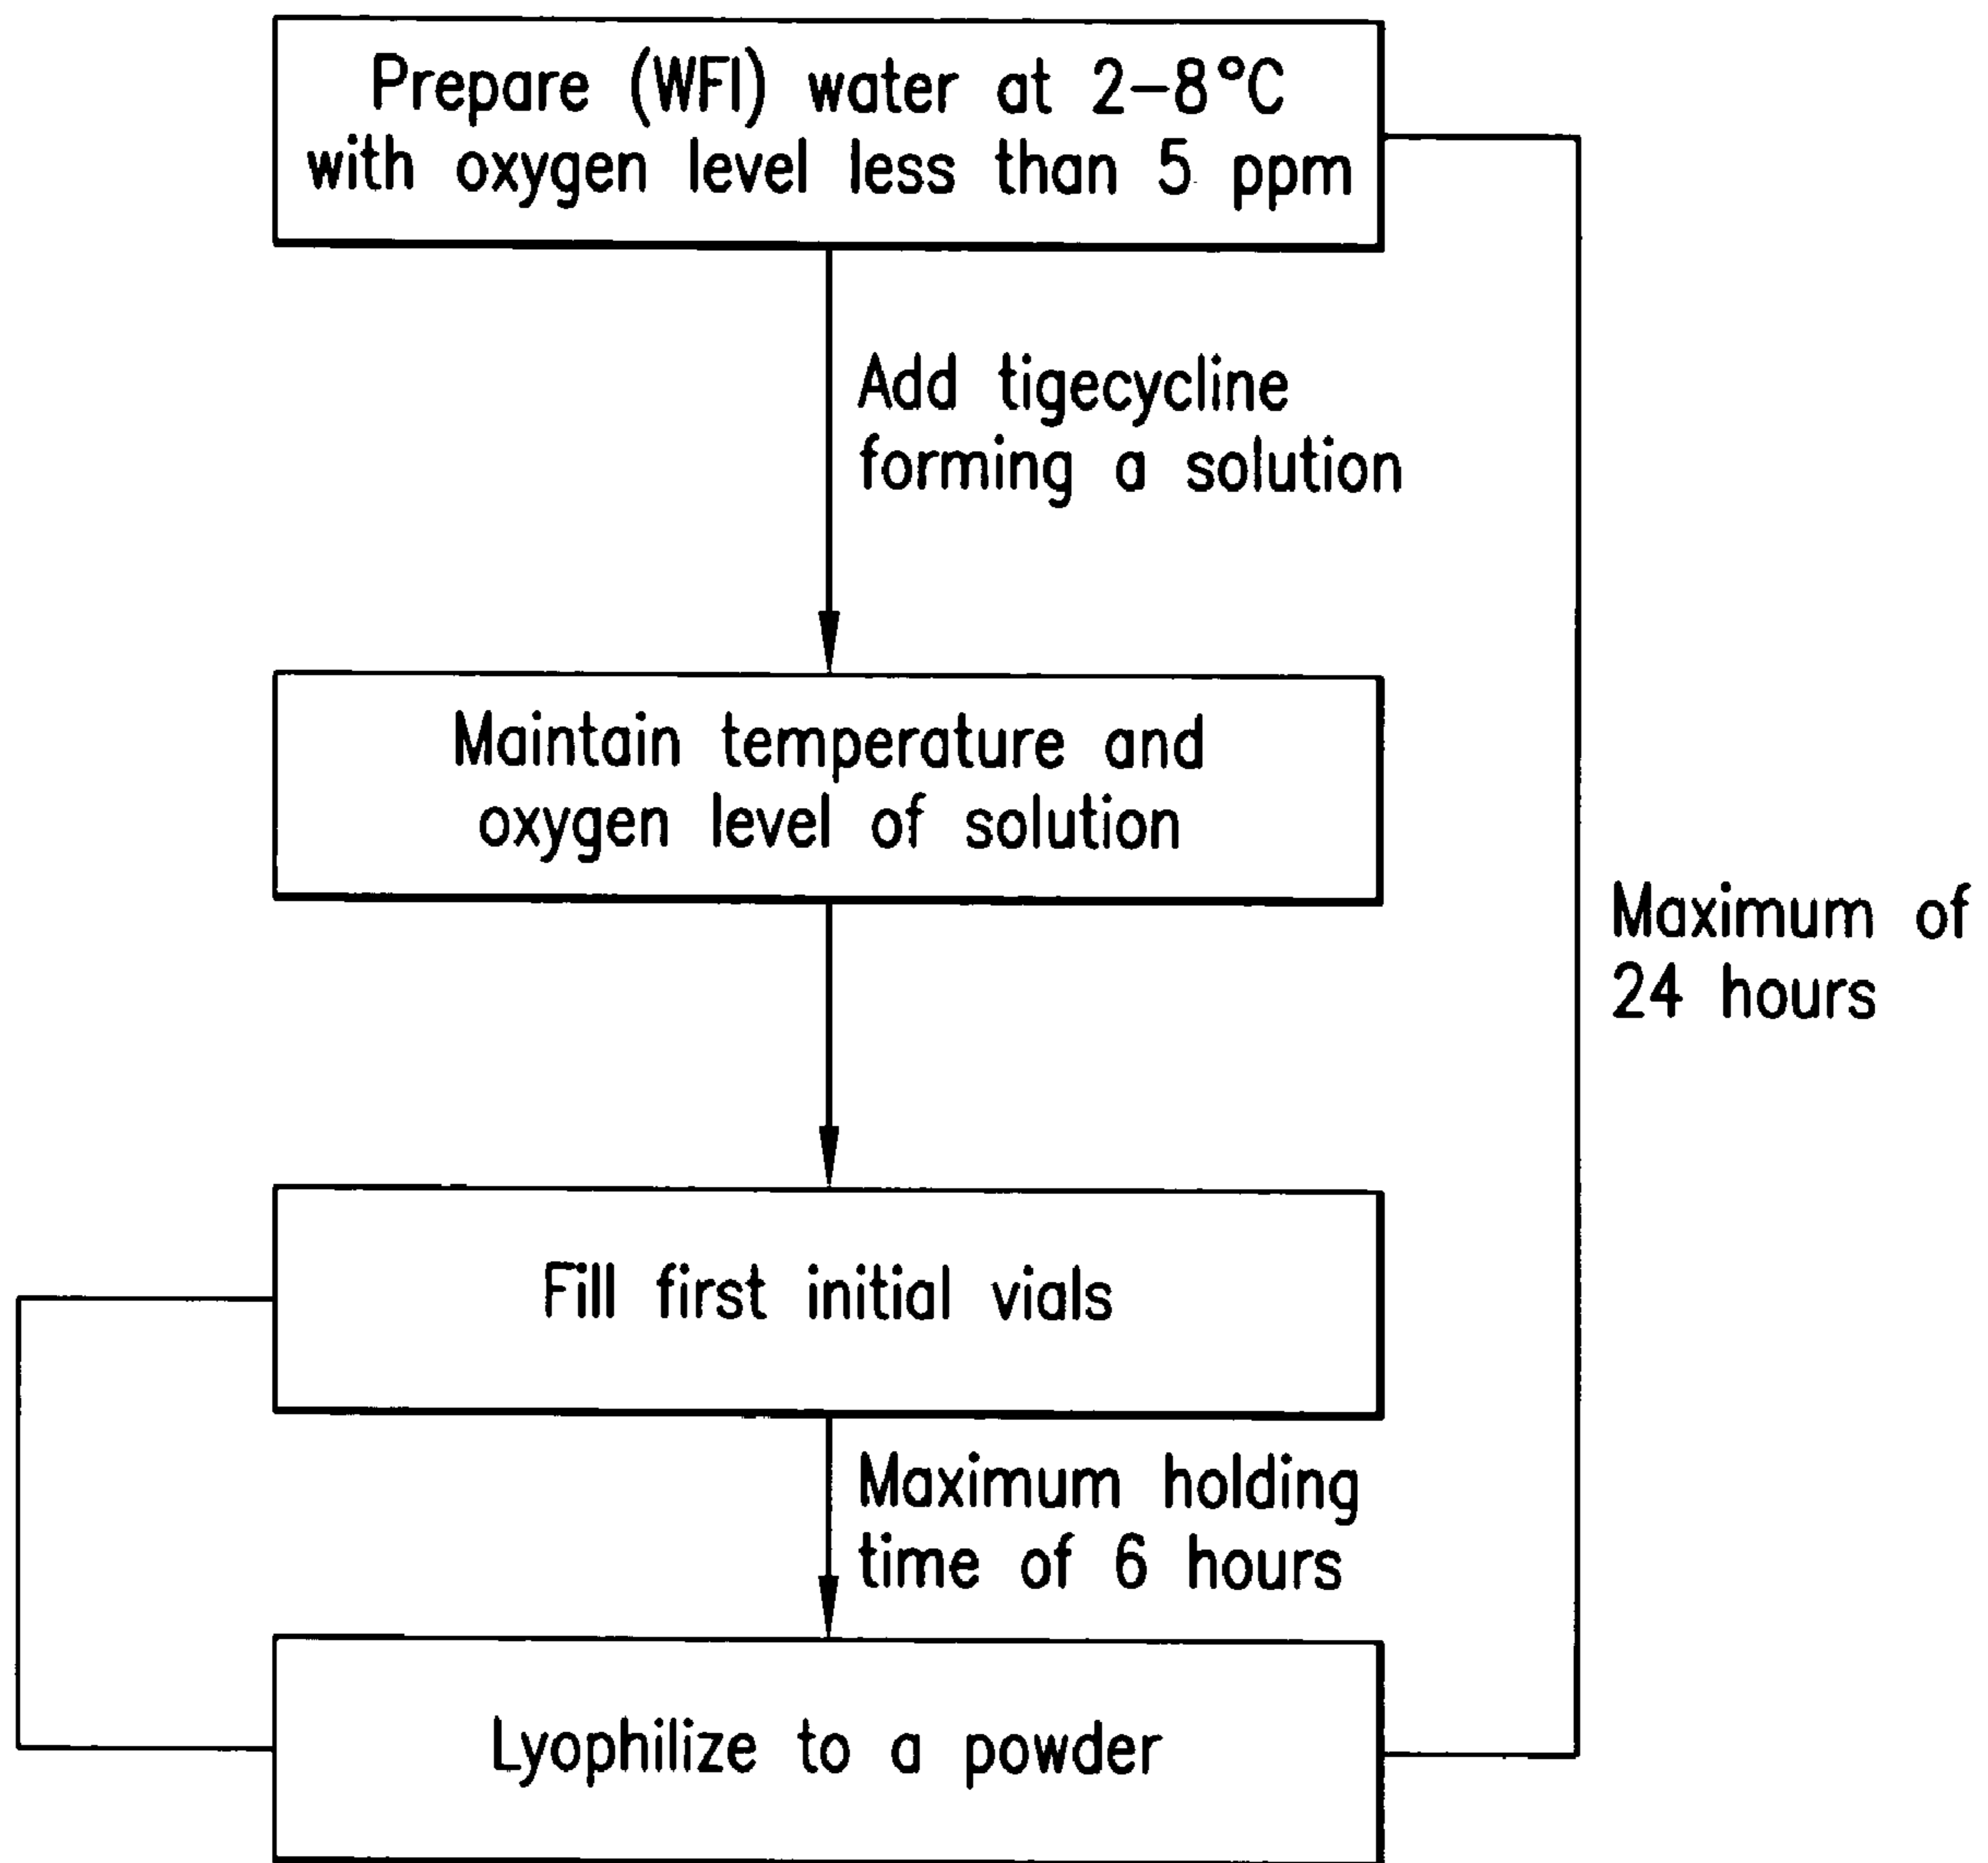 Prepare (WFI) water at 2–8°C
with oxygen level less than 5 ppm
Add tigecycline
forming a solution
Maintain temperature and
oxygen level of solution
Maximum of
24 hours
Fill first initial vials
Maximum holding
time of 6 hours
Lyophilize to a powder